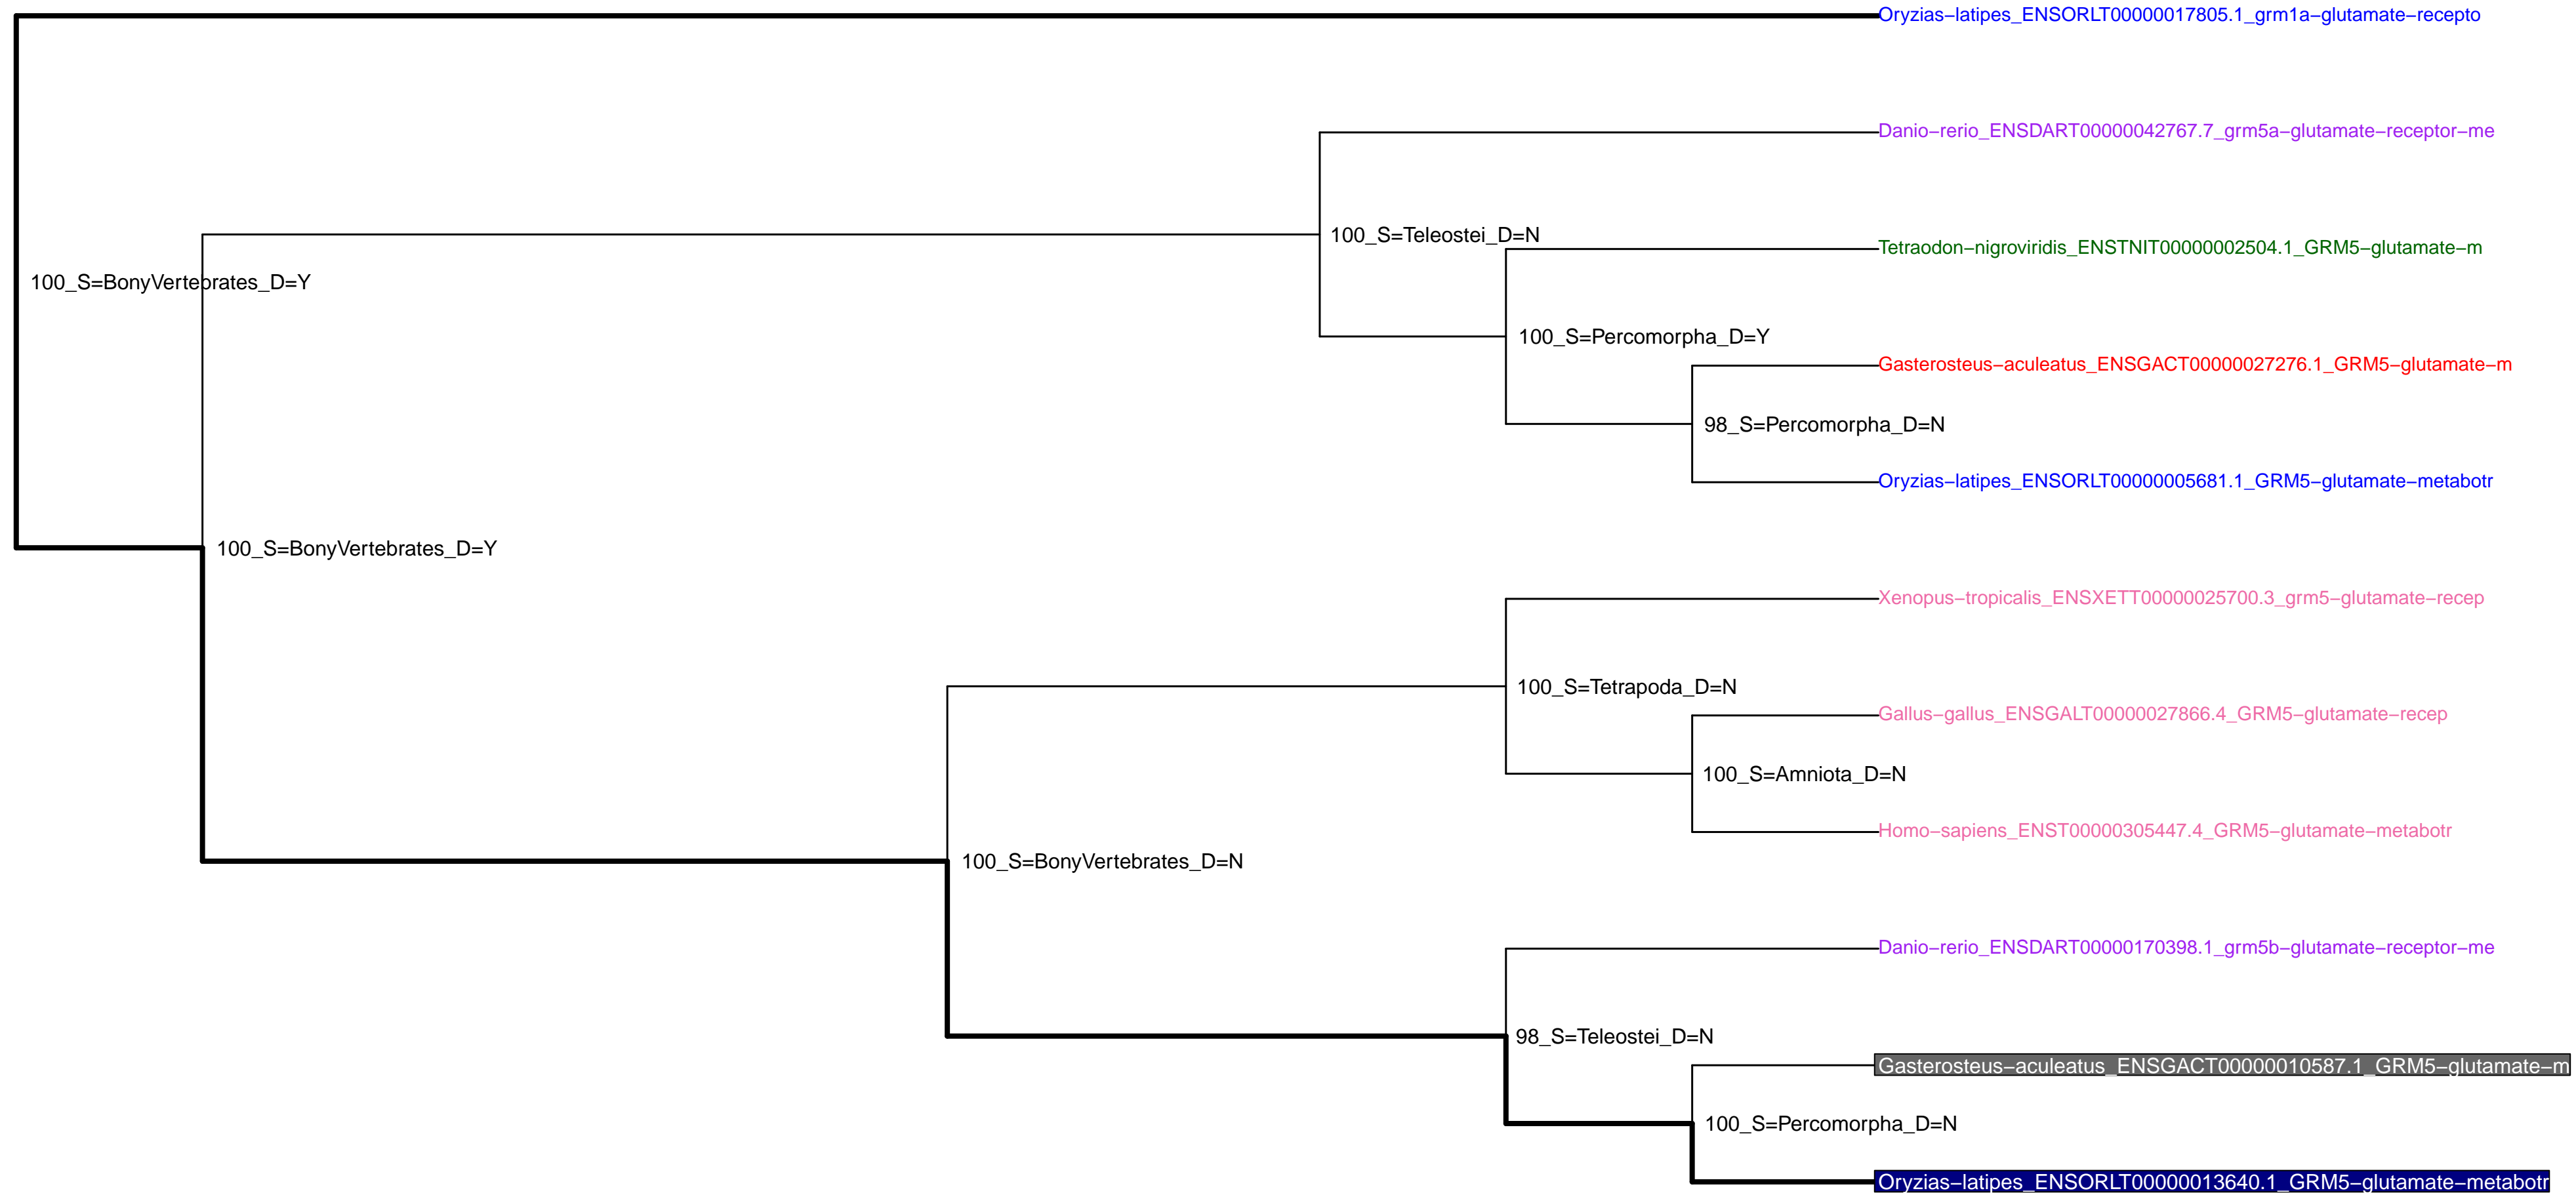 Oryzias−latipes_ENSORLT00000017805.1_grm1a−glutamate−recepto
Danio−rerio_ENSDART00000042767.7_grm5a−glutamate−receptor−me
100_S=Teleostei_D=N
Tetraodon−nigroviridis_ENSTNIT00000002504.1_GRM5−glutamate−m
100_S=BonyVertebrates_D=Y
100_S=Percomorpha_D=Y
Gasterosteus−aculeatus_ENSGACT00000027276.1_GRM5−glutamate−m
98_S=Percomorpha_D=N
Oryzias−latipes_ENSORLT00000005681.1_GRM5−glutamate−metabotr
100_S=BonyVertebrates_D=Y
Xenopus−tropicalis_ENSXETT00000025700.3_grm5−glutamate−recep
100_S=Tetrapoda_D=N
Gallus−gallus_ENSGALT00000027866.4_GRM5−glutamate−recep
100_S=Amniota_D=N
Homo−sapiens_ENST00000305447.4_GRM5−glutamate−metabotr
100_S=BonyVertebrates_D=N
Danio−rerio_ENSDART00000170398.1_grm5b−glutamate−receptor−me
98_S=Teleostei_D=N
Gasterosteus−aculeatus_ENSGACT00000010587.1_GRM5−glutamate−m
100_S=Percomorpha_D=N
Oryzias−latipes_ENSORLT00000013640.1_GRM5−glutamate−metabotr